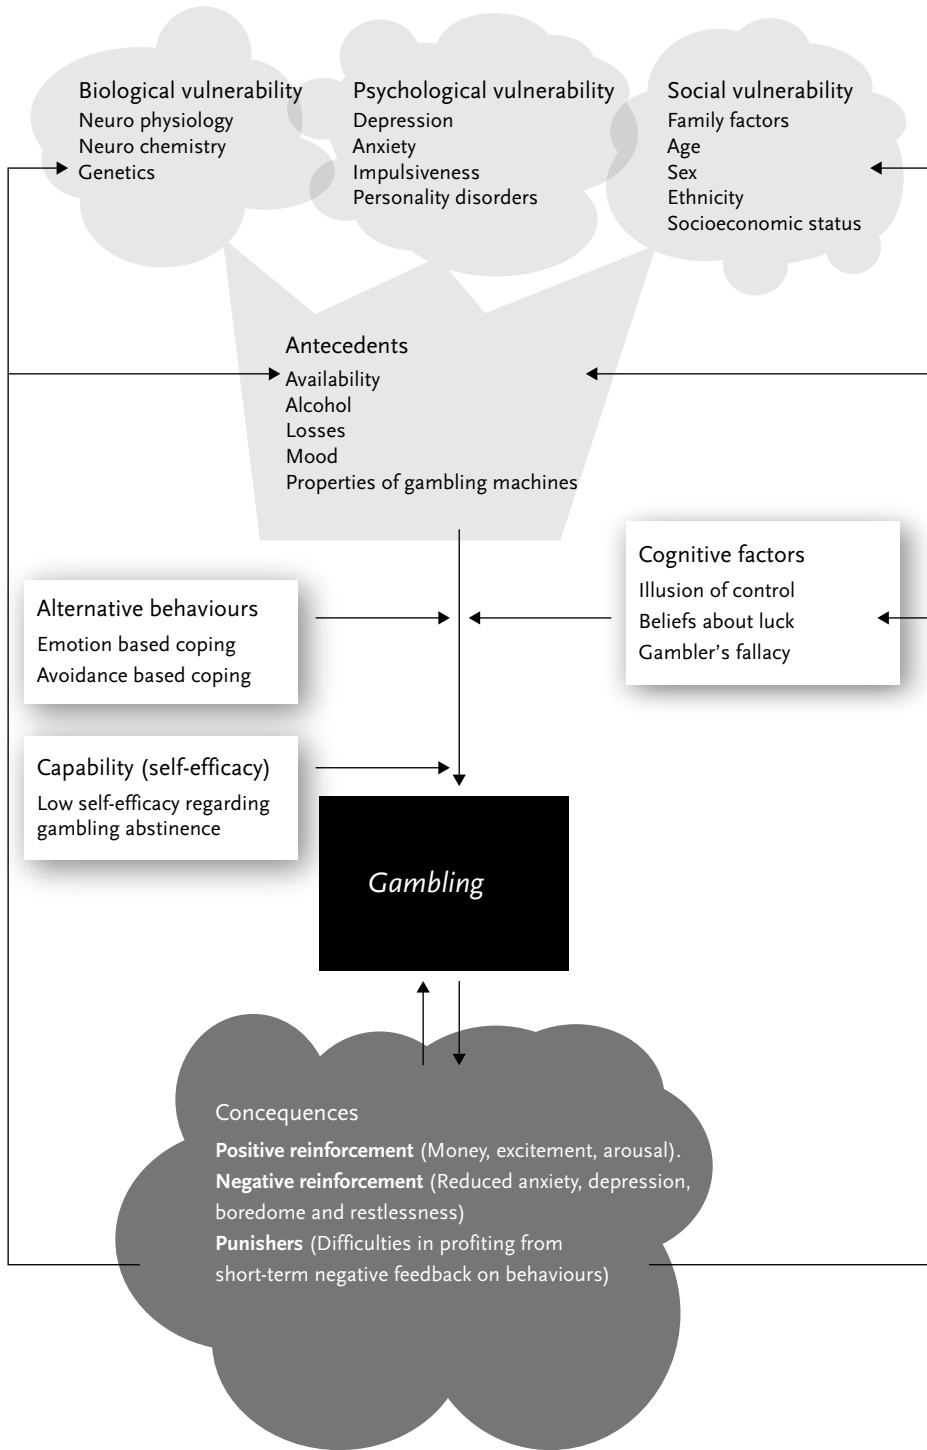 Biological vulnerability
Neuro physiology
Neuro chemistry
Genetics
Psychological vulnerability
Depression
Anxiety
Impulsiveness
Personality disorders
Social vulnerability
Family factors
Age
Sex
Ethnicity
Socioeconomic status
Antecedents
Availability
Alcohol
Losses
Mood
Properties of gambling machines
Cognitive factors
Illusion of control
Beliefs about luck
Gambler's fallacy
Alternative behaviours
Emotion based coping
Avoidance based coping
Capability (self-efficacy)
Low self-efficacy regarding
gambling abstinence
Gambling
Concequences
Positive reinforcement (Money, excitement, arousal).
Negative reinforcement (Reduced anxiety, depression,
boredome and restlessness)
Punishers (Difficulties in profiting from
short-term negative feedback on behaviours)